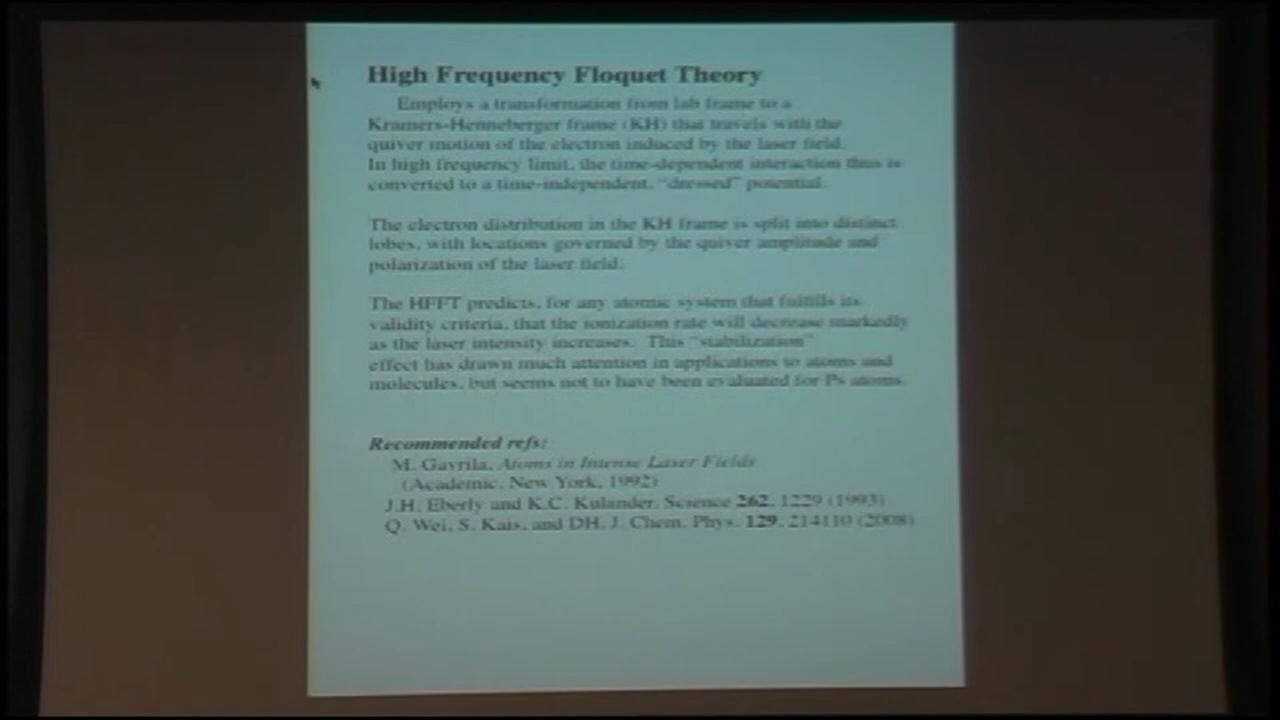 High Frequency Floquet Theory
Employs a transformation from lab frame to a
Kramers-Henneberger frame (KH) that travels with the
quiver motion of the electron induced by the laser field.
In high frequency limit, the time-dependent interaction thus is
converted to a time-independent, "dressed" potential.
The electron distribution in the KH frame is split into distinct
lobes, with locations governed by the quiver amplitude and
polarization of the laser field.
The HFFT predicts, for any atomic system that fulfills its
validity criteria, that the ionization rate will decrease markedly
as the laser intensity increases. This "stabilization"
effect has drawn much attention in applications to atoms and
molecules, but seems not to have been evaluated for Ps atoms.
Recommended refs:
M. Gavrila, Atoms in Intense Laser Fields
(Academic, New York, 1992)
J.H. Eberly and K.C. Kulander, Science 262, 1229 (1993)
Q. Wei, S. Kais, and DH, J. Chem. Phys. 129, 214110 (2008)